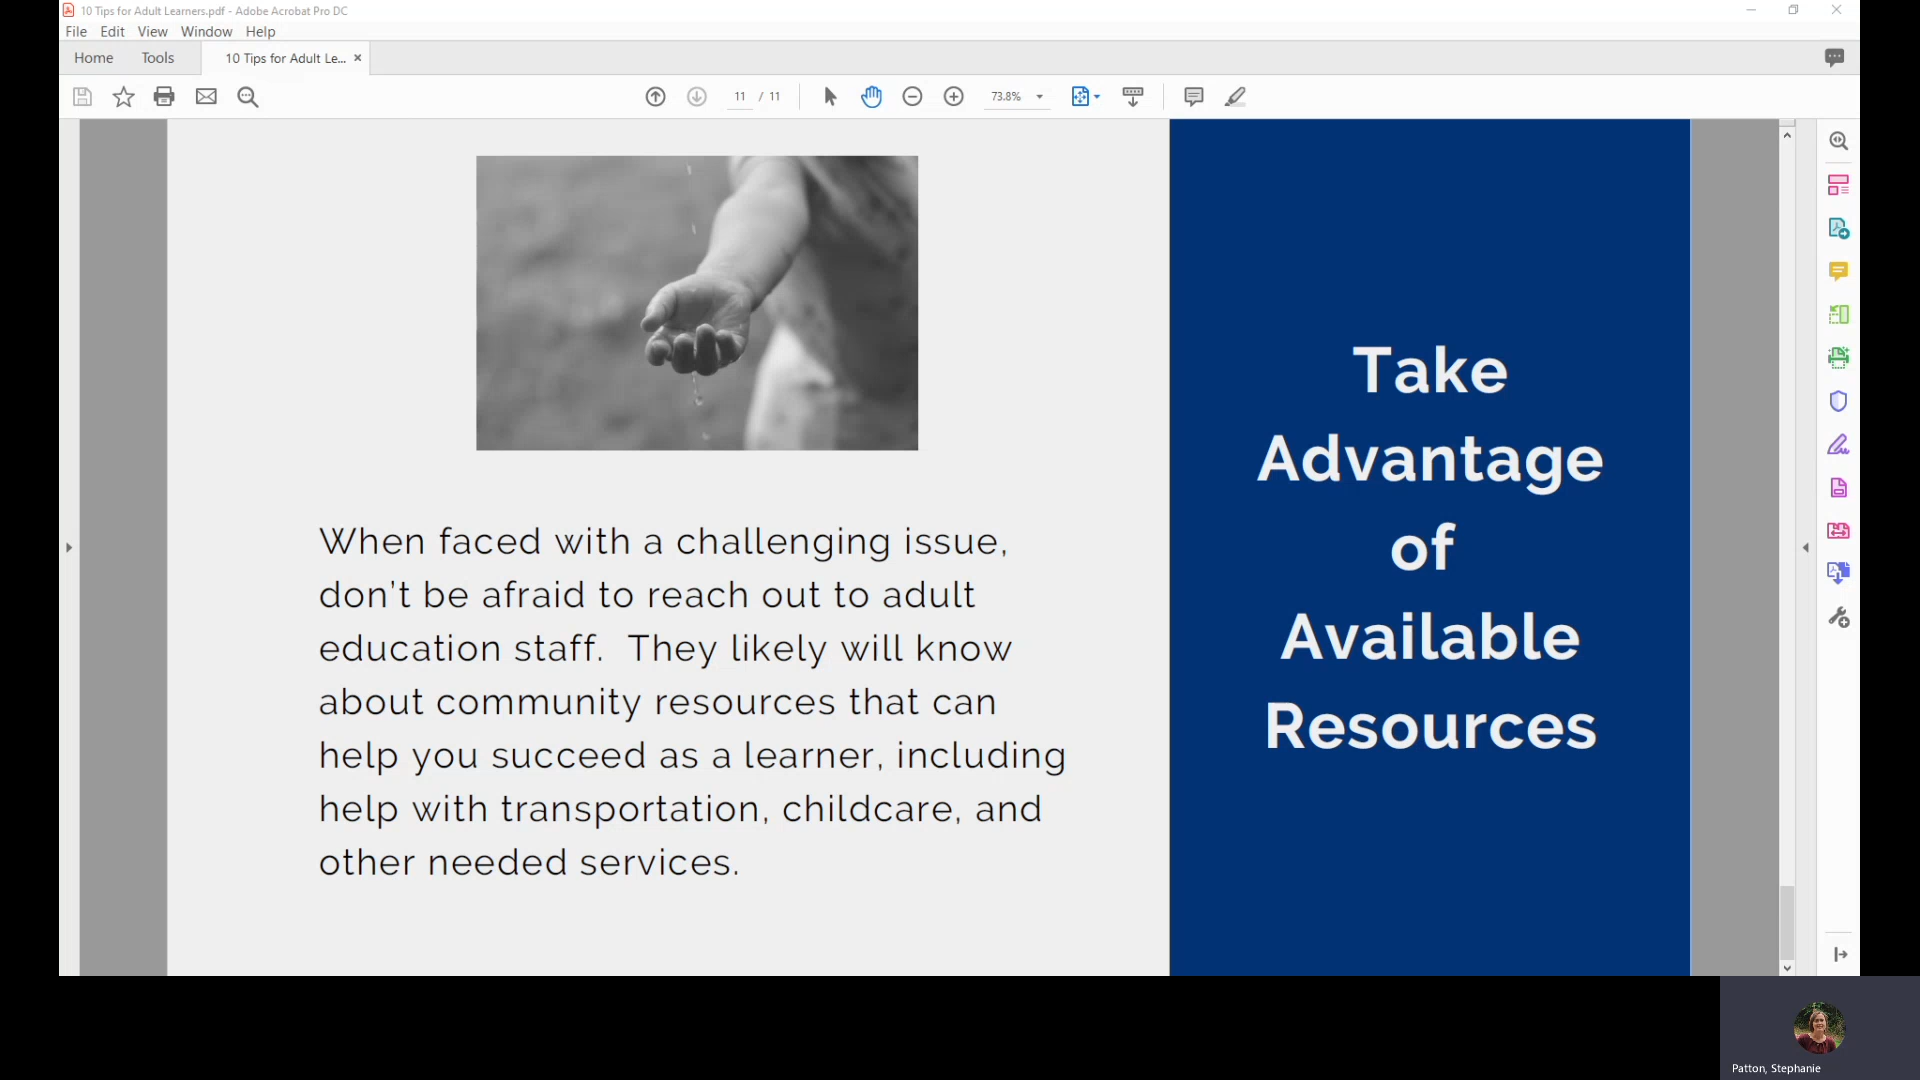 10 Tips for Adult Learners.pdf - Adobe Acrobat Pro DC
File Edit View Window Help
Home Tools 10 Tips for Adult Le...
11 / 11 73.8%
When faced with a challenging issue,
don't be afraid to reach out to adult
education staff.  They likely will know
about community resources that can
help you succeed as a learner, including
help with transportation, childcare, and
other needed services.
Take
Advantage
of
Available
Resources
Patton, Stephanie